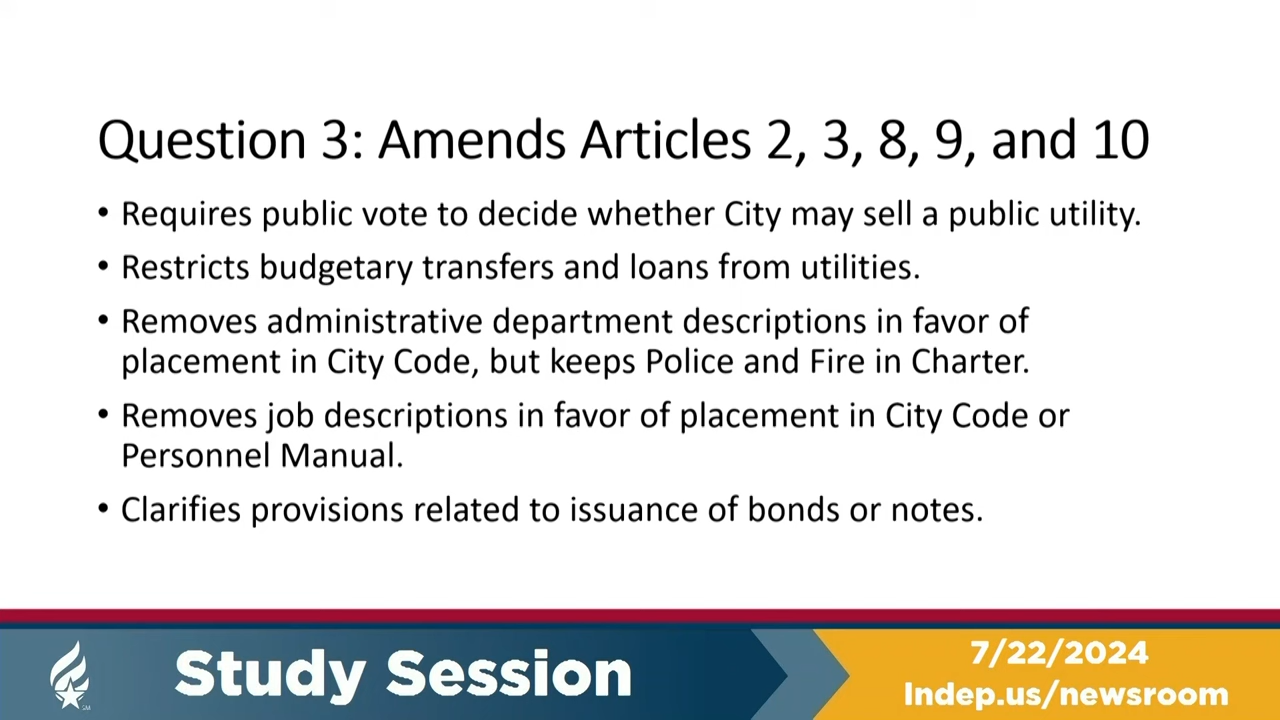 Question 3: Amends Articles 2, 3, 8, 9, and 10
• Requires public vote to decide whether City may sell a public utility.
• Restricts budgetary transfers and loans from utilities.
• Removes administrative department descriptions in favor of
placement in City Code, but keeps Police and Fire in Charter.
• Removes job descriptions in favor of placement in City Code or
Personnel Manual.
• Clarifies provisions related to issuance of bonds or notes.
Study Session
7/22/2024
Indep.us/newsroom